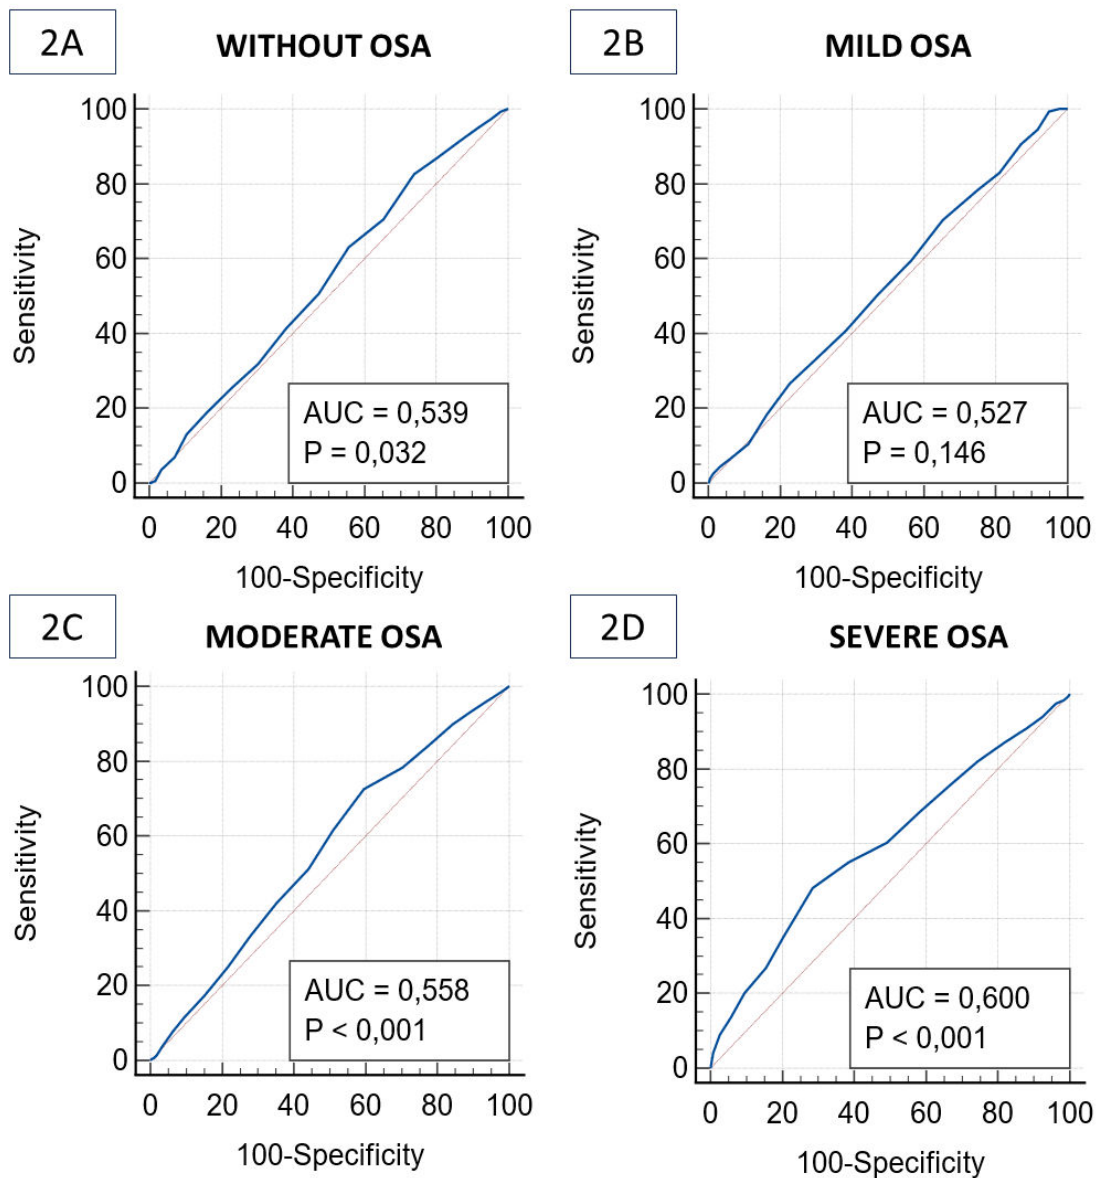 2A
WITHOUT OSA
100
80
60
40
20
0
Sensitivity
AUC = 0,539
P = 0,032
0 20 40 60 80 100
100-Specificity
2B
MILD OSA
100
80
60
40
20
0
Sensitivity
AUC = 0,527
P = 0,146
0 20 40 60 80 100
100-Specificity
2C
MODERATE OSA
100
80
60
40
20
0
Sensitivity
AUC = 0,558
P < 0,001
0 20 40 60 80 100
100-Specificity
2D
SEVERE OSA
100
80
60
40
20
0
Sensitivity
AUC = 0,600
P < 0,001
0 20 40 60 80 100
100-Specificity